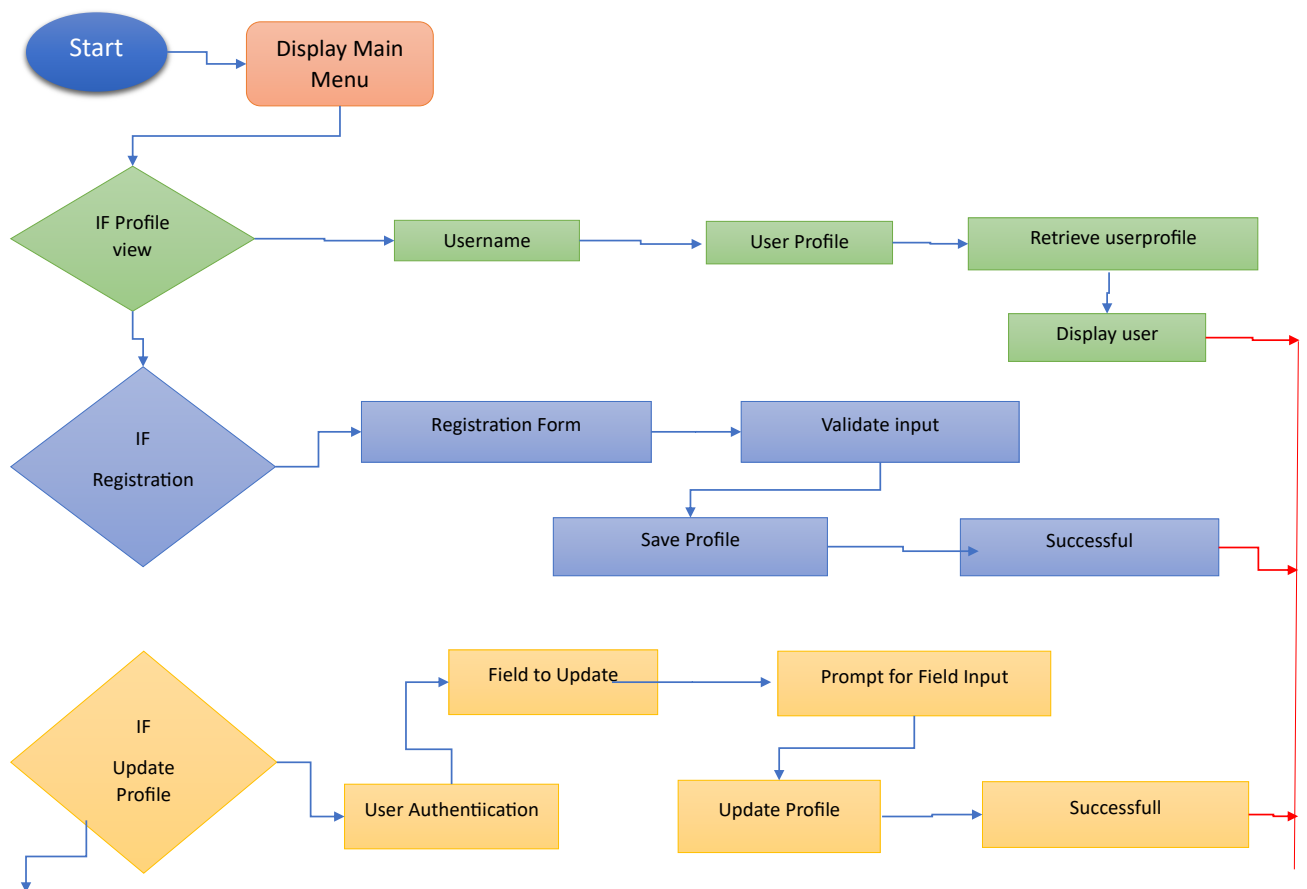 Start
Display Main
Menu
IF Profile
view
Username
User Profile
Retrieve userprofile
Display user
IF
Registration
Registration Form
Validate input
Save Profile
Successful
IF
Update
Profile
User Authentication
Field to Update
Prompt for Field Input
Update Profile
Successfull